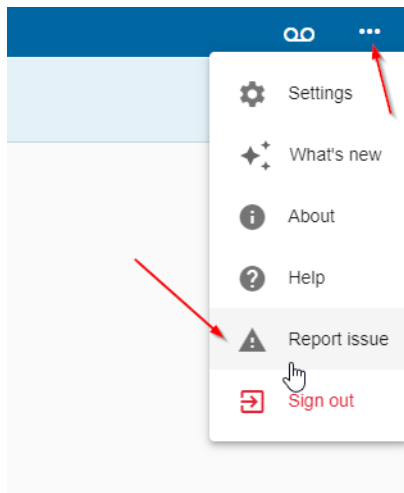 Settings
What's new
About
Help
Report issue
Sign out